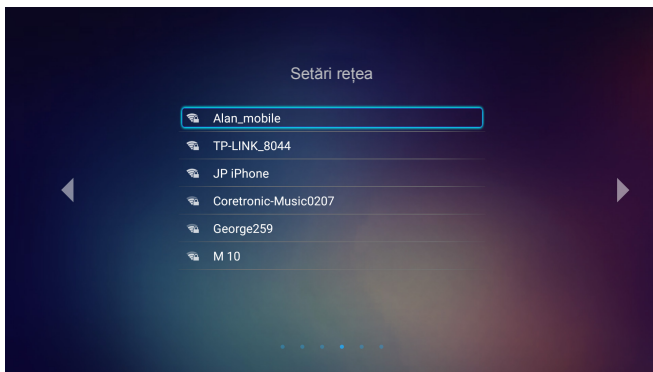 Setări rețea
Alan_mobile
TP-LINK_8044
JP iPhone
Coretronic-Music0207
George259
M 10